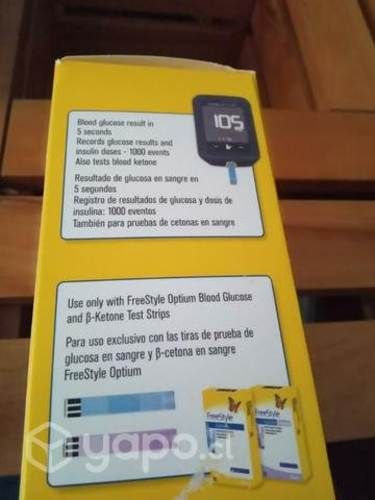 Blood glucose result in
5 seconds
Records glucose results and
insulin doses - 1000 events
Also tests blood ketone
105
Resultado de glucosa en sangre en
5 segundos
Registro de resultados de glucosa y dosis de
insulina: 1000 eventos
También para pruebas de cetonas en sangre
Use only with FreeStyle Optium Blood Glucose
and β-Ketone Test Strips
Para uso exclusivo con las tiras de prueba de
glucosa en sangre y β-cetona en sangre
FreeStyle Optium
FreeStyle
FreeStyle
yapo.cl